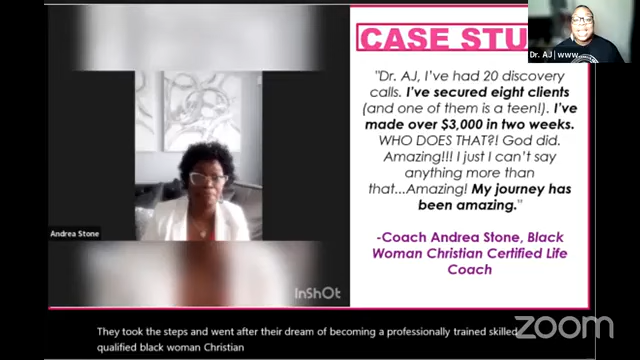 CASE STU
Dr. AJ | www...
"Dr. AJ, I've had 20 discovery
calls. I've secured eight clients
(and one of them is a teen!). I've
made over $3,000 in two weeks.
WHO DOES THAT?! God did.
Amazing!!! I just I can't say
anything more than
that...Amazing! My journey has
been amazing."
-Coach Andrea Stone, Black
Woman Christian Certified Life
Coach
Andrea Stone
InShOt
They took the steps and went after their dream of becoming a professionally trained skilled
qualified black woman Christian
zoom